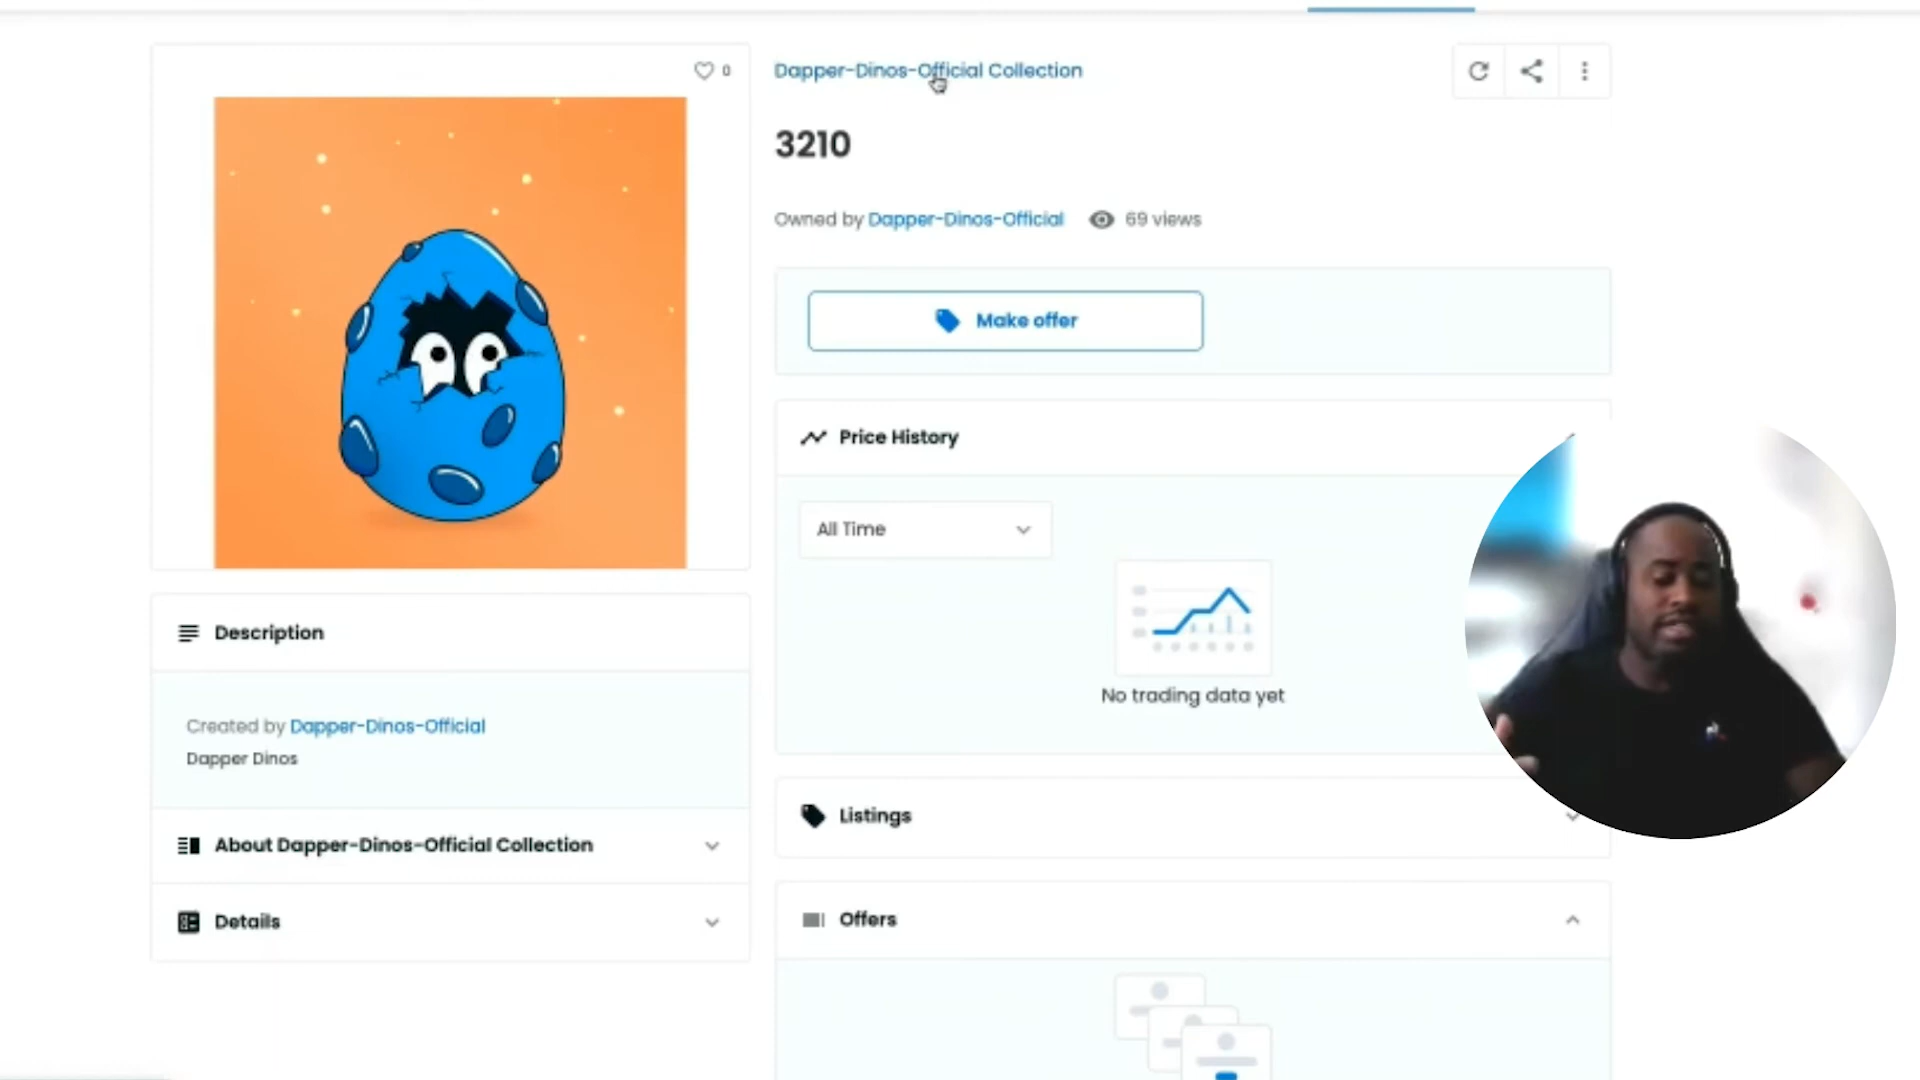 0
Dapper-Dinos-Official Collection
3210
Owned by Dapper-Dinos-Official 69 views
Make offer
Price History
All Time
No trading data yet
Description
Created by Dapper-Dinos-Official
Dapper Dinos
About Dapper-Dinos-Official Collection
Details
Listings
Offers